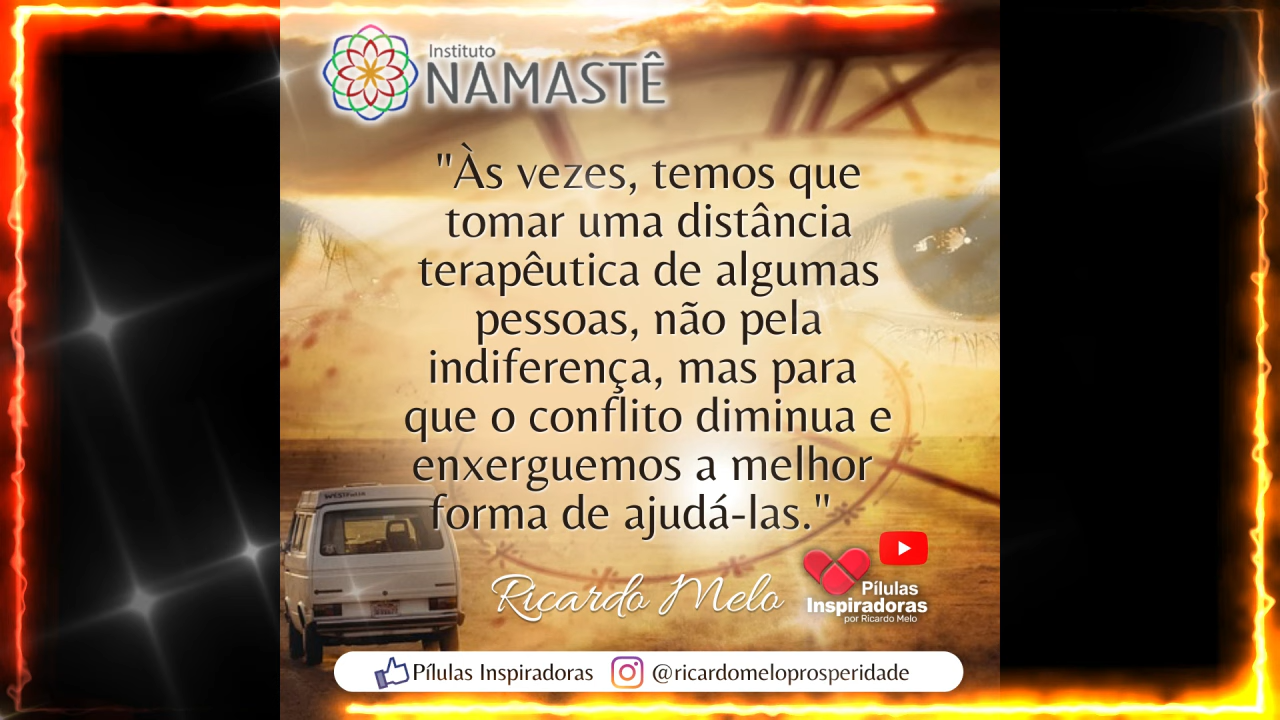 Instituto
NAMASTÊ
"Às vezes, temos que
tomar uma distância
terapêutica de algumas
pessoas, não pela
indiferença, mas para
que o conflito diminua e
enxerguemos a melhor
forma de ajudá-las."
WESTFALIA
Ricardo Melo
Pílulas
Inspiradoras
por Ricardo Melo
Pílulas Inspiradoras @ricardomeloprosperidade